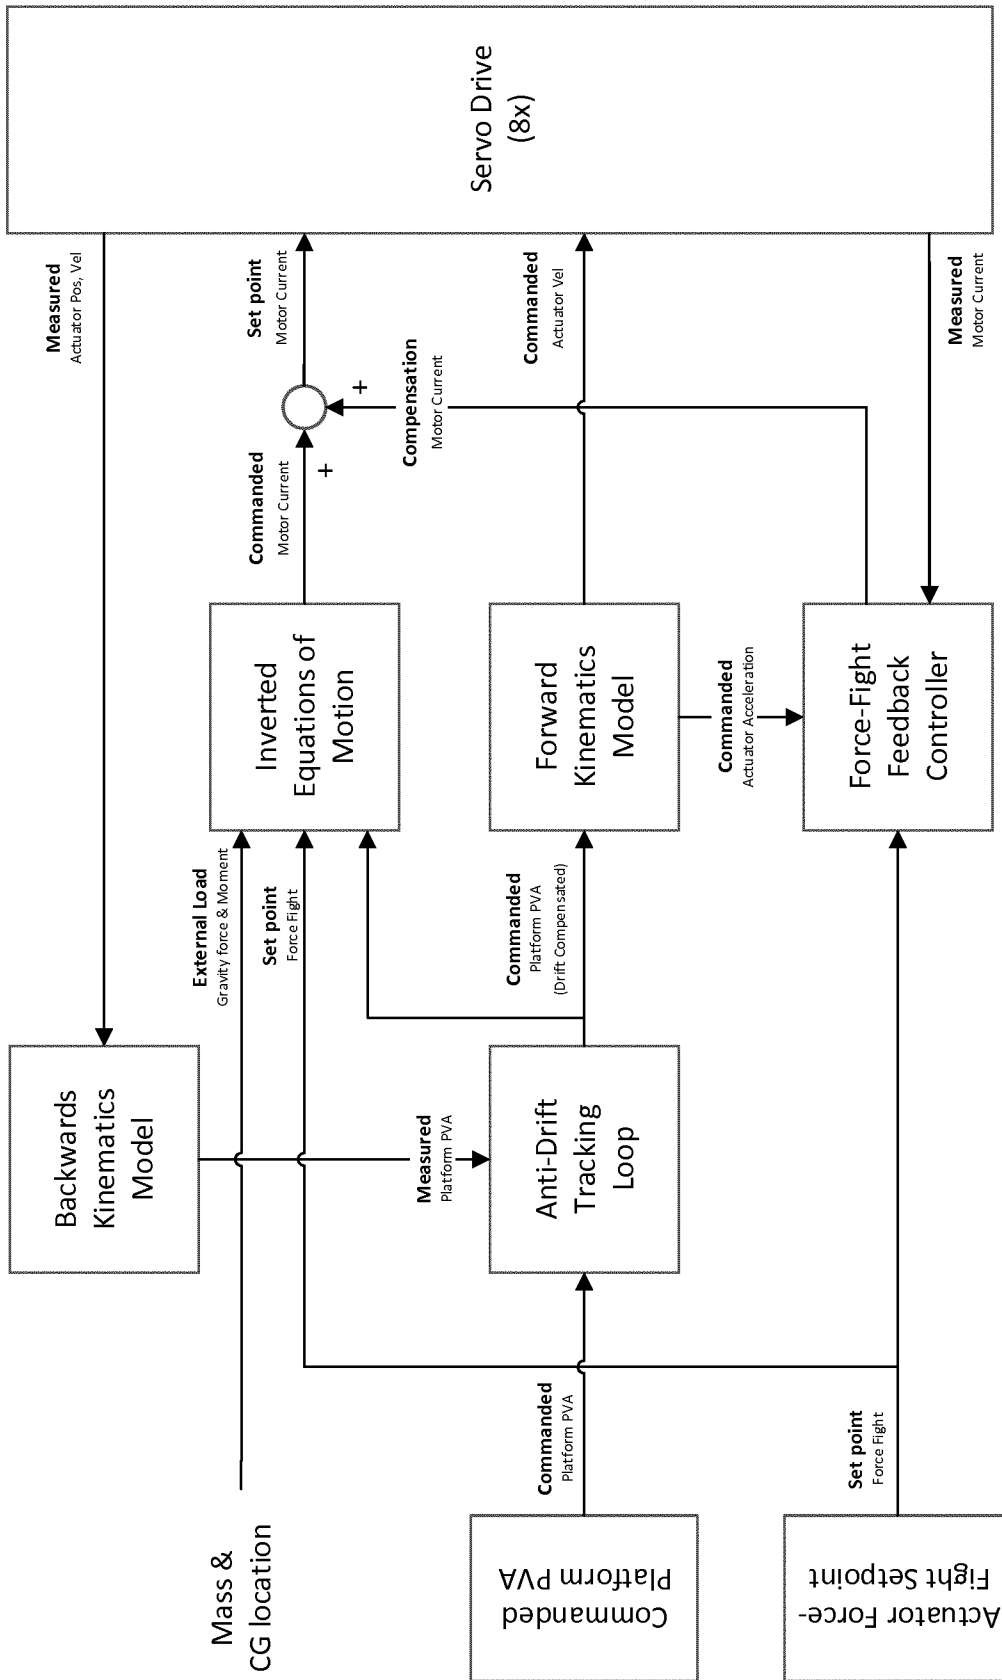 Mass &
CG location
Commanded
Platform PVA
Actuator Force-
Fight Setpoint
Commanded
Platform PVA
Set point
Force Fight
Backwards
Kinematics
Model
Measured
Platform PVA
Anti-Drift
Tracking
Loop
External Load
Gravity force & Moment
Set point
Force Fight
Commanded
Platform PVA
(Drift Compensated)
Inverted
Equations of
Motion
Forward
Kinematics
Model
Commanded
Actuator Acceleration
Force-Fight
Feedback
Controller
Measured
Actuator Pos, Vel
Commanded
Motor Current
+
Set point
Motor Current
+
Compensation
Motor Current
Commanded
Actuator Vel
Measured
Motor Current
Servo Drive
(8x)